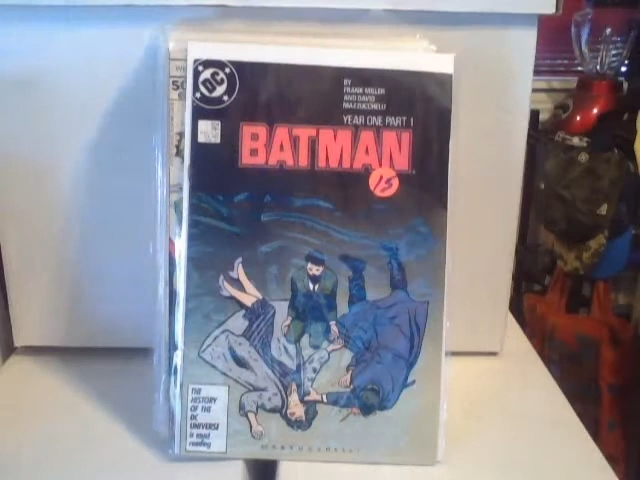 DC
BY
FRANK MILLER
AND DAVID
MAZZUCCHELLI
YEAR ONE PART 1
BATMAN
15
THE
HISTORY
OF THE
DC
UNIVERSE
is must
reading